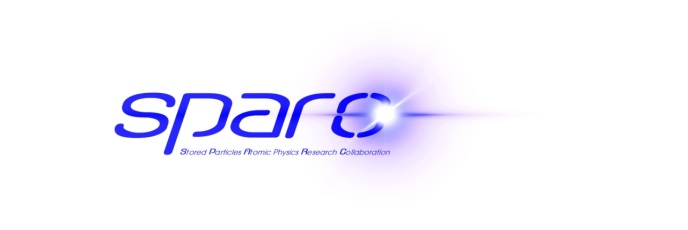 sparc
Stored Particles Atomic Physics Research Collaboration